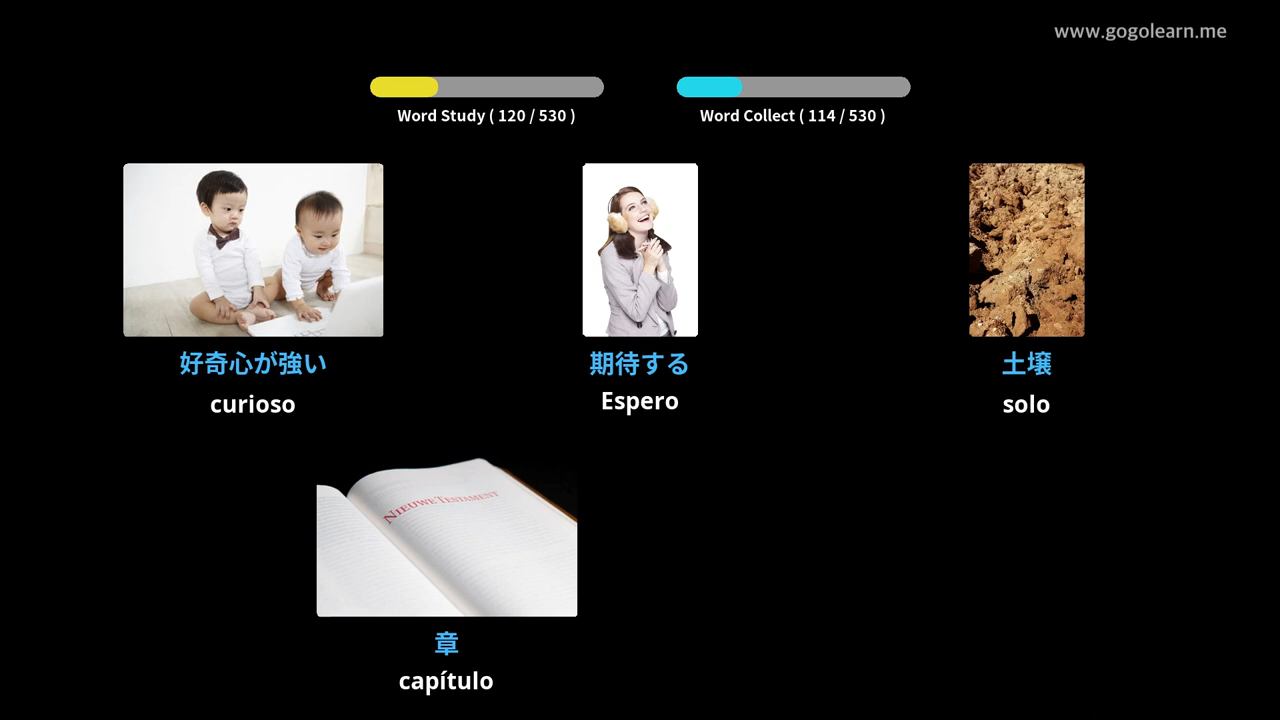 www.gogolearn.me
Word Study ( 120 / 530 )
Word Collect ( 114 / 530 )
好奇心が強い
curioso
期待する
Espero
土壌
solo
NIEUWE TESTAMENT
章
capítulo